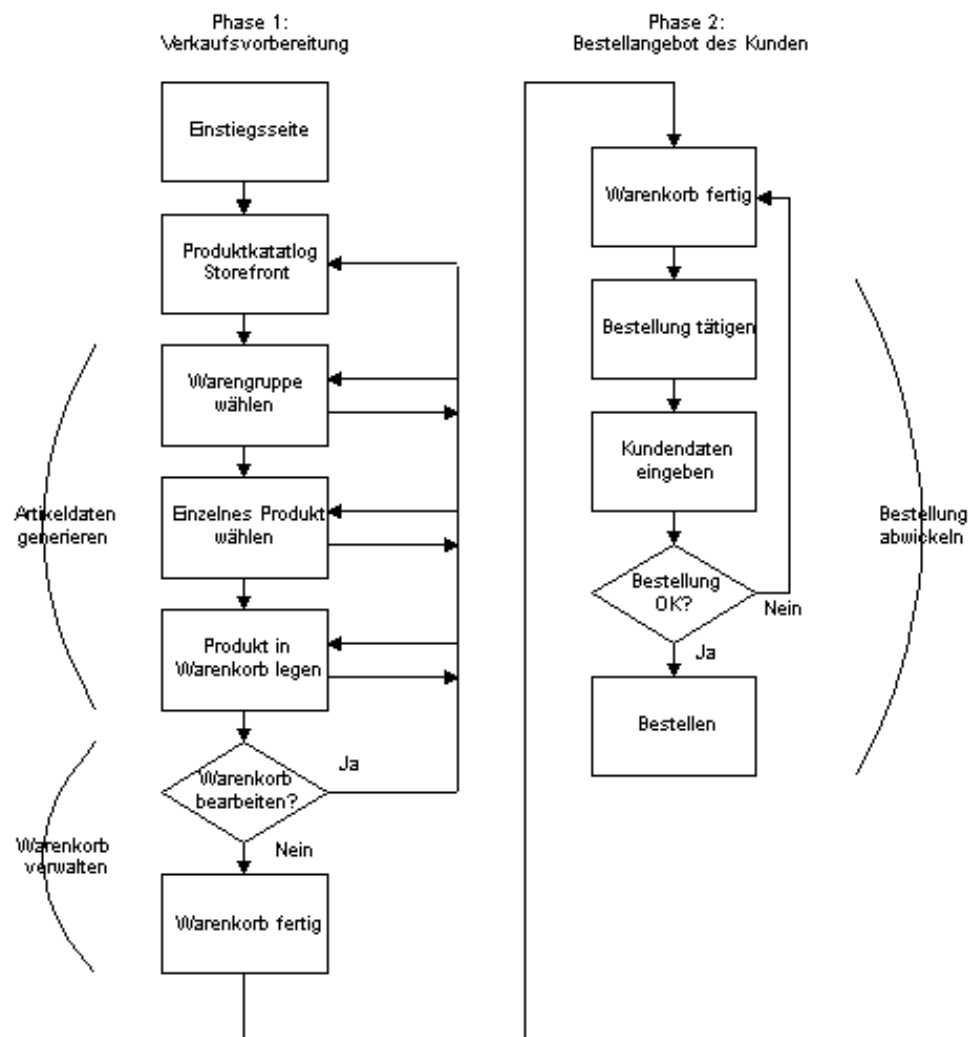 Phase 1:
Verkaufsvorbereitung
Einstiegsseite
Produktkatatlog
Storefront
Warengruppe
wählen
Einzelnes Produkt
wählen
Produkt in
Warenkorb legen
Artikeldaten
generieren
Warenkorb
bearbeiten?
Ja
Nein
Warenkorb
verwalten
Warenkorb fertig
Phase 2:
Bestellangebot des Kunden
Warenkorb fertig
Bestellung tätigen
Kundendaten
eingeben
Bestellung
OK?
Nein
Ja
Bestellen
Bestellung
abwickeln